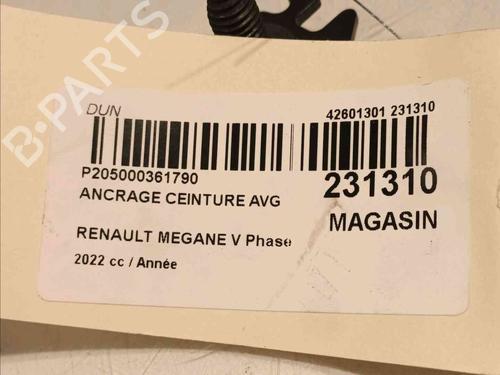 B-PARTS
DUN
42601301 231310
P205000361790
231310
ANCRAGE CEINTURE AVG
MAGASIN
RENAULT MEGANE V Phase
2022 cc / Année